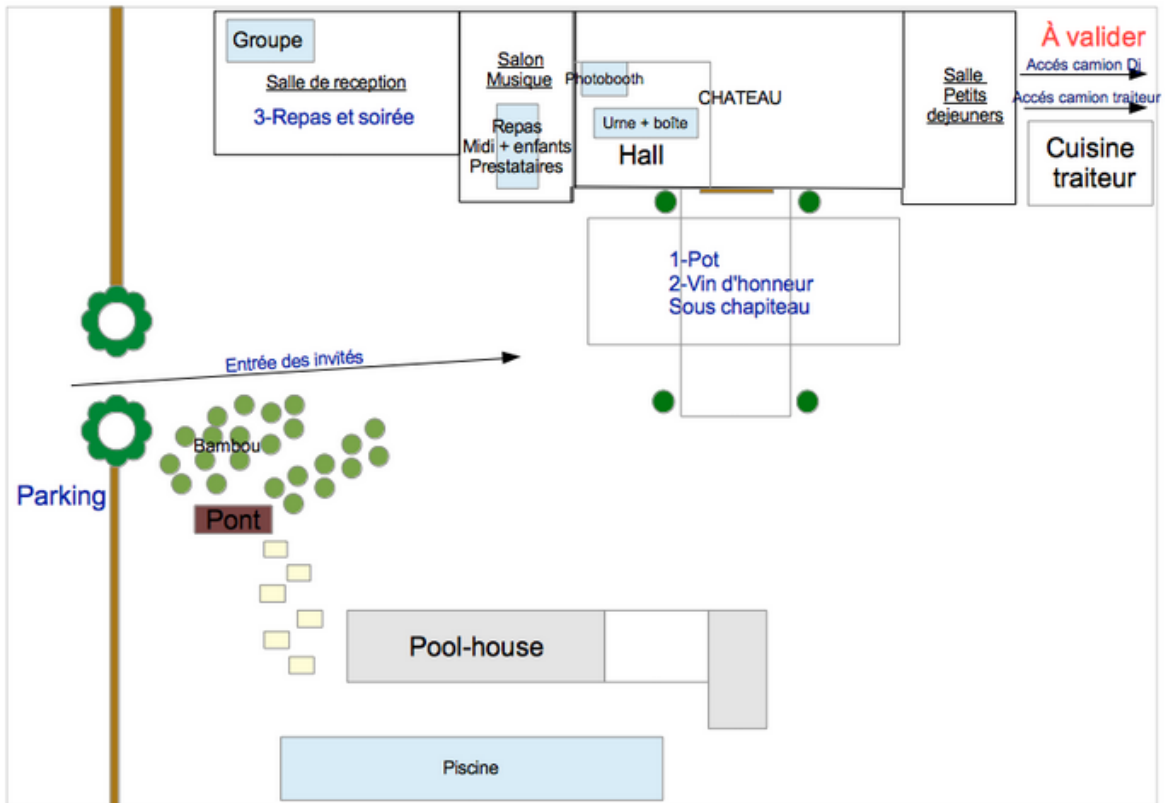 Groupe
Salle de reception
3-Repas et soirée
Salon
Musique
Repas
Midi + enfants
Prestataires
Photobooth
CHATEAU
Urne + boîte
Hall
Salle
Petits
dejeuners
À valider
Accés camion Dj
Accés camion traiteur
Cuisine
traiteur
1-Pot
2-Vin d'honneur
Sous chapiteau
Entrée des invités
Bambou
Parking
Pont
Pool-house
Piscine